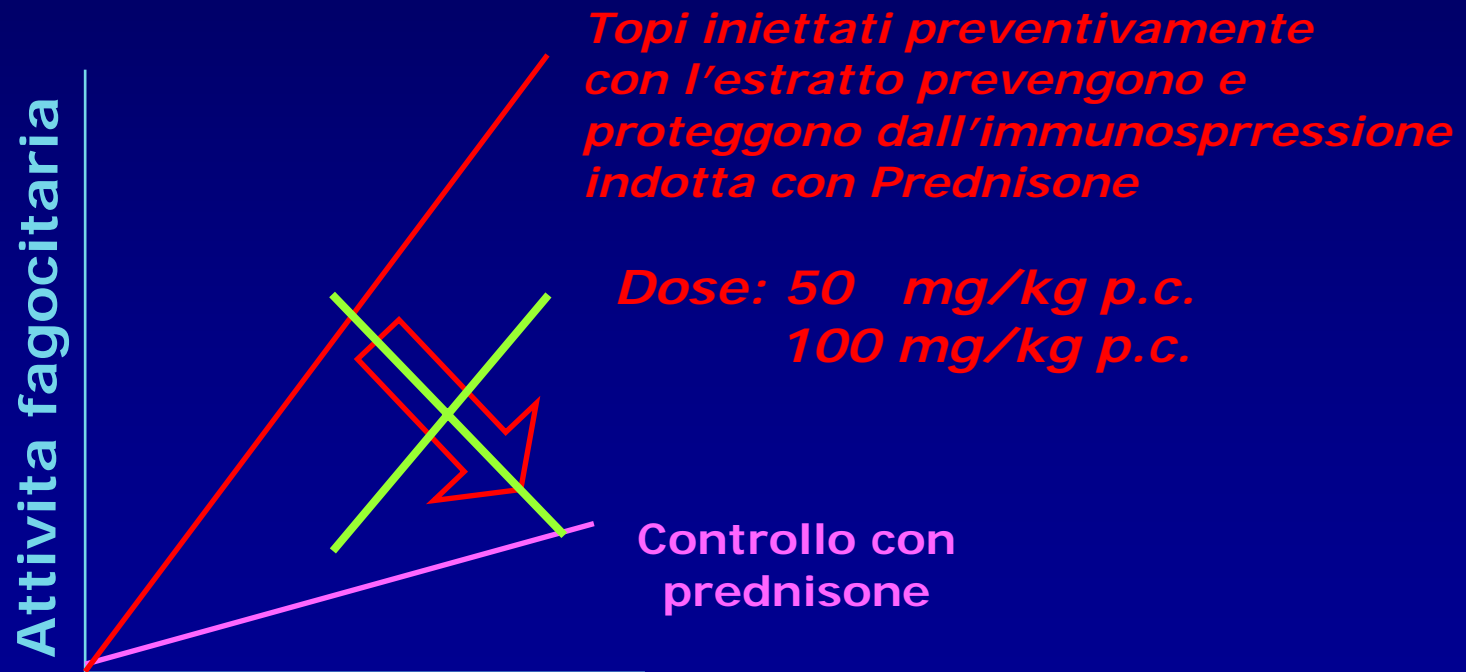 Attivita fagocitaria
Topi iniettati preventivamente
con l'estratto prevengono e
proteggono dall'immunosprressione
indotta con Prednisone
Dose: 50 mg/kg p.c.
100 mg/kg p.c.
Controllo con
prednisone